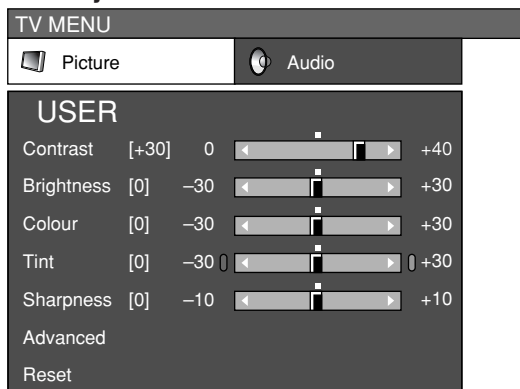 TV MENU
Picture Audio
USER
Contrast [+30] 0 +40
Brightness [0] –30 +30
Colour [0] –30 +30
Tint [0] –30 +30
Sharpness [0] –10 +10
Advanced
Reset